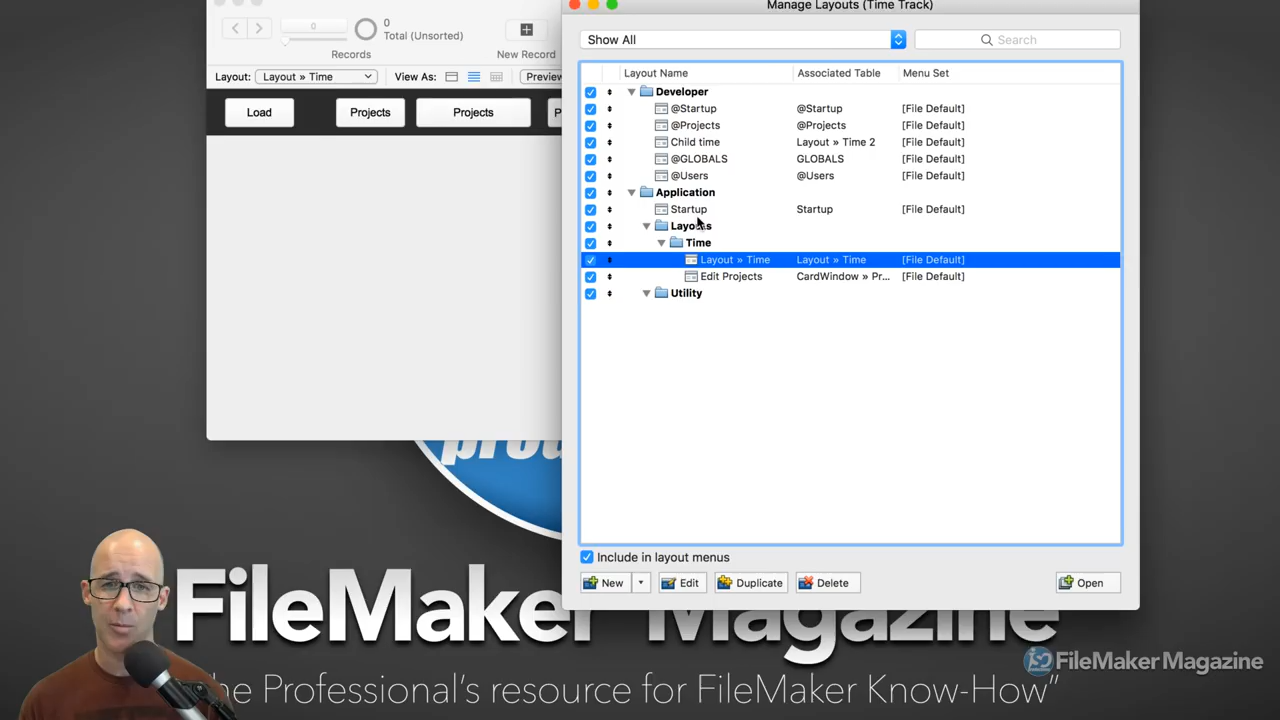 Manage Layouts (Time Track)
0
0
Total (Unsorted)
Records
New Record
Layout: Layout » Time
View As:
Preview
Load
Projects
Projects
Show All
Search
Layout Name Associated Table Menu Set
Developer
@Startup @Startup [File Default]
@Projects @Projects [File Default]
Child time Layout » Time 2 [File Default]
@GLOBALS GLOBALS [File Default]
@Users @Users [File Default]
Application
Startup Startup [File Default]
Layouts
Time
Layout » Time Layout » Time [File Default]
Edit Projects CardWindow » Pr... [File Default]
Utility
Include in layout menus
New Edit Duplicate Delete Open
FileMaker Magazine
FileMaker Magazine
Professional's resource for FileMaker Know-How”